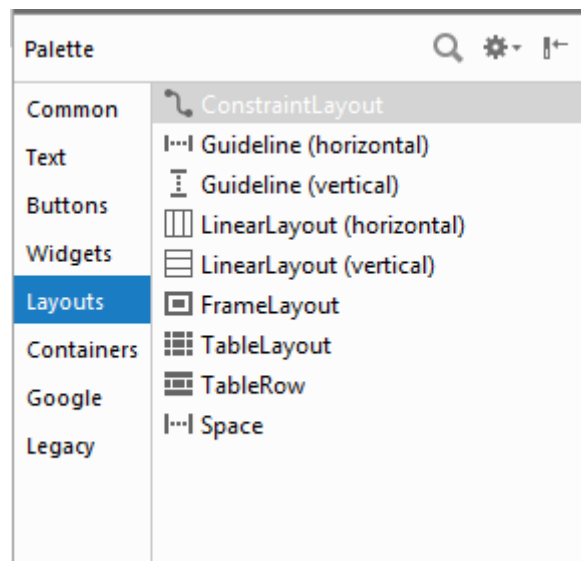 Palette
Common
Text
Buttons
Widgets
Layouts
Containers
Google
Legacy
ConstraintLayout
Guideline (horizontal)
Guideline (vertical)
LinearLayout (horizontal)
LinearLayout (vertical)
FrameLayout
TableLayout
TableRow
Space